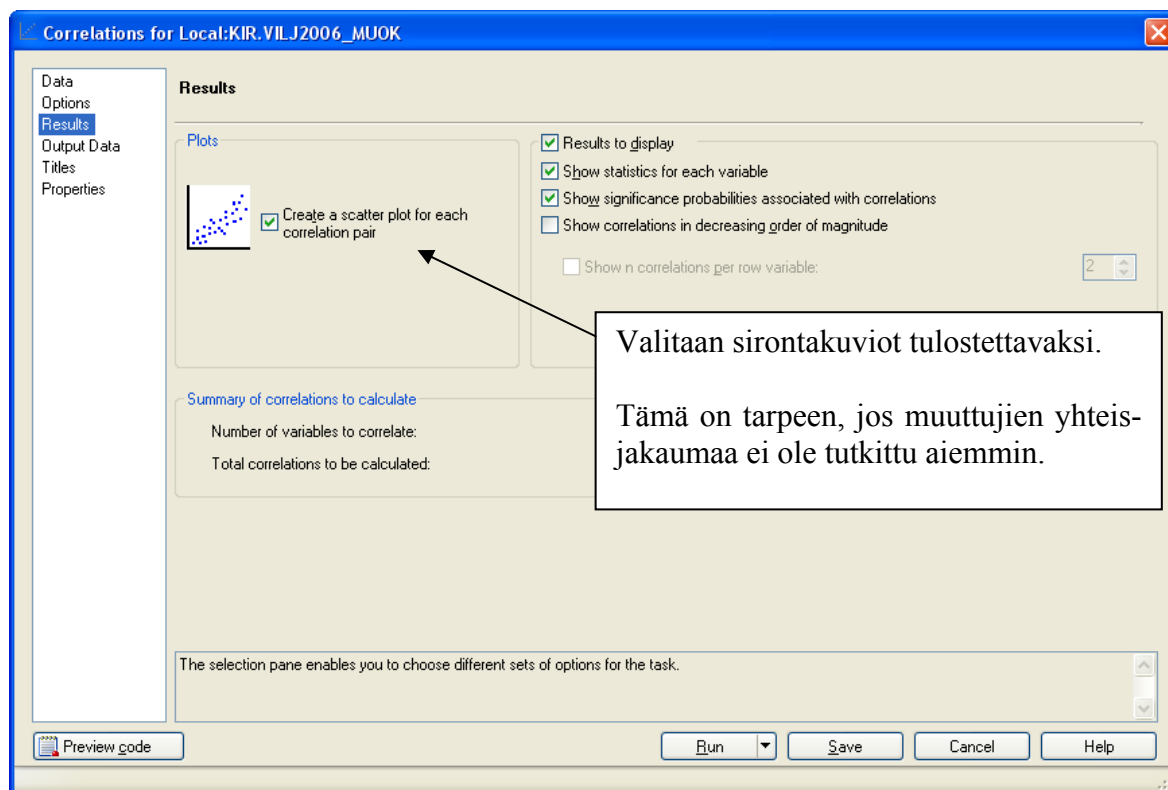 Correlations for Local:KIR.VILJ2006_MUOK
Data
Options
Results
Output Data
Titles
Properties
Results
Plots
Create a scatter plot for each
correlation pair
Results to display
Show statistics for each variable
Show significance probabilities associated with correlations
Show correlations in decreasing order of magnitude
Show n correlations per row variable:
2
Valitaan sirontakuviot tulostettavaksi.
Tämä on tarpeen, jos muuttujien yhteis-
jakaumaa ei ole tutkittu aiemmin.
Summary of correlations to calculate
Number of variables to correlate:
Total correlations to be calculated:
The selection pane enables you to choose different sets of options for the task.
Preview code
Run
Save
Cancel
Help